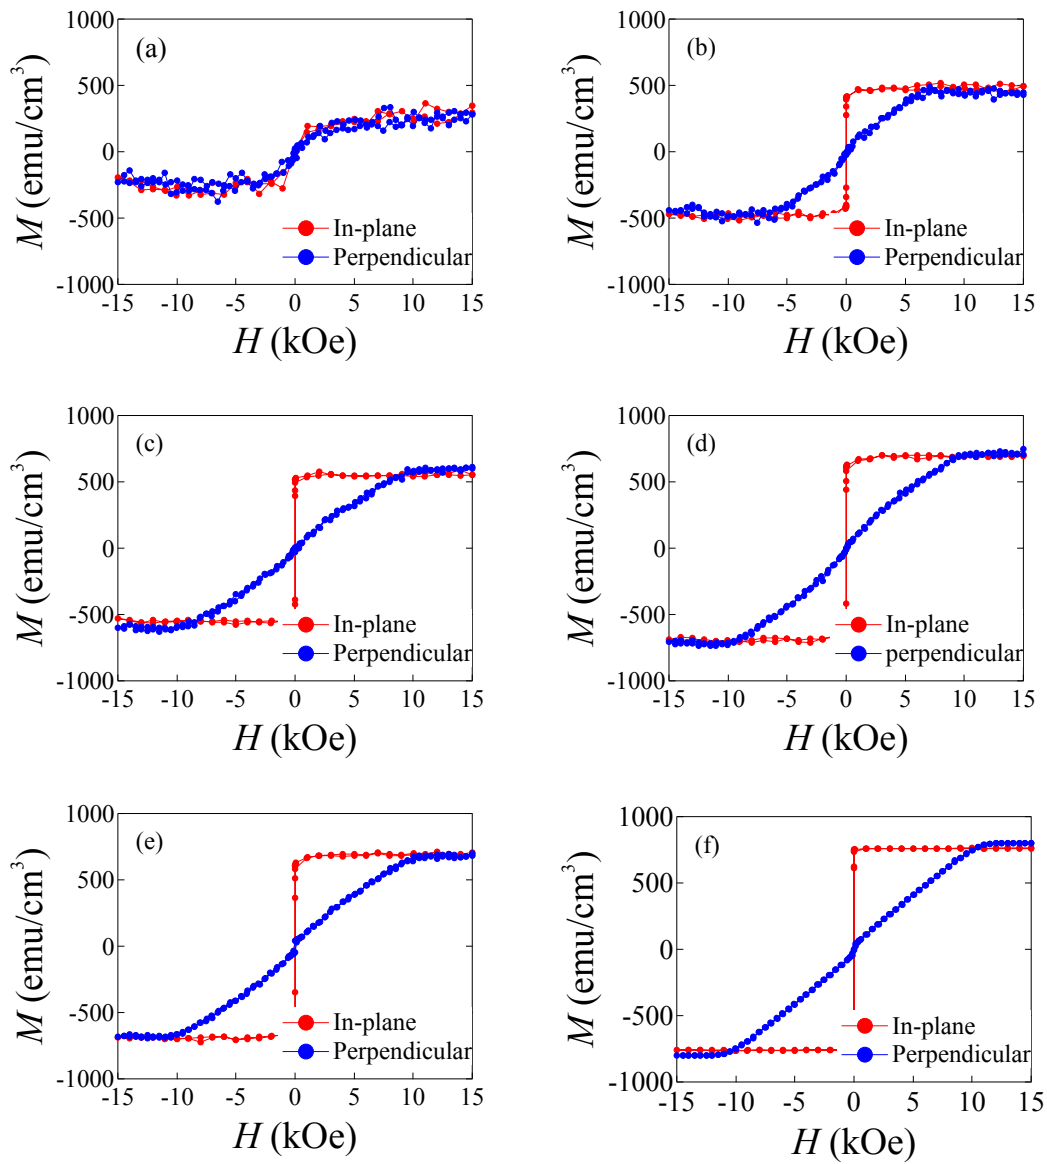 (a)
M (emu/cm³)
1000
500
0
-500
-1000
In-plane
Perpendicular
-15 -10 -5 0 5 10 15
H (kOe)
(b)
M (emu/cm³)
1000
500
0
-500
-1000
In-plane
Perpendicular
-15 -10 -5 0 5 10 15
H (kOe)
(c)
M (emu/cm³)
1000
500
0
-500
-1000
In-plane
Perpendicular
-15 -10 -5 0 5 10 15
H (kOe)
(d)
M (emu/cm³)
1000
500
0
-500
-1000
In-plane
perpendicular
-15 -10 -5 0 5 10 15
H (kOe)
(e)
M (emu/cm³)
1000
500
0
-500
-1000
In-plane
Perpendicular
-15 -10 -5 0 5 10 15
H (kOe)
(f)
M (emu/cm³)
1000
500
0
-500
-1000
In-plane
Perpendicular
-15 -10 -5 0 5 10 15
H (kOe)